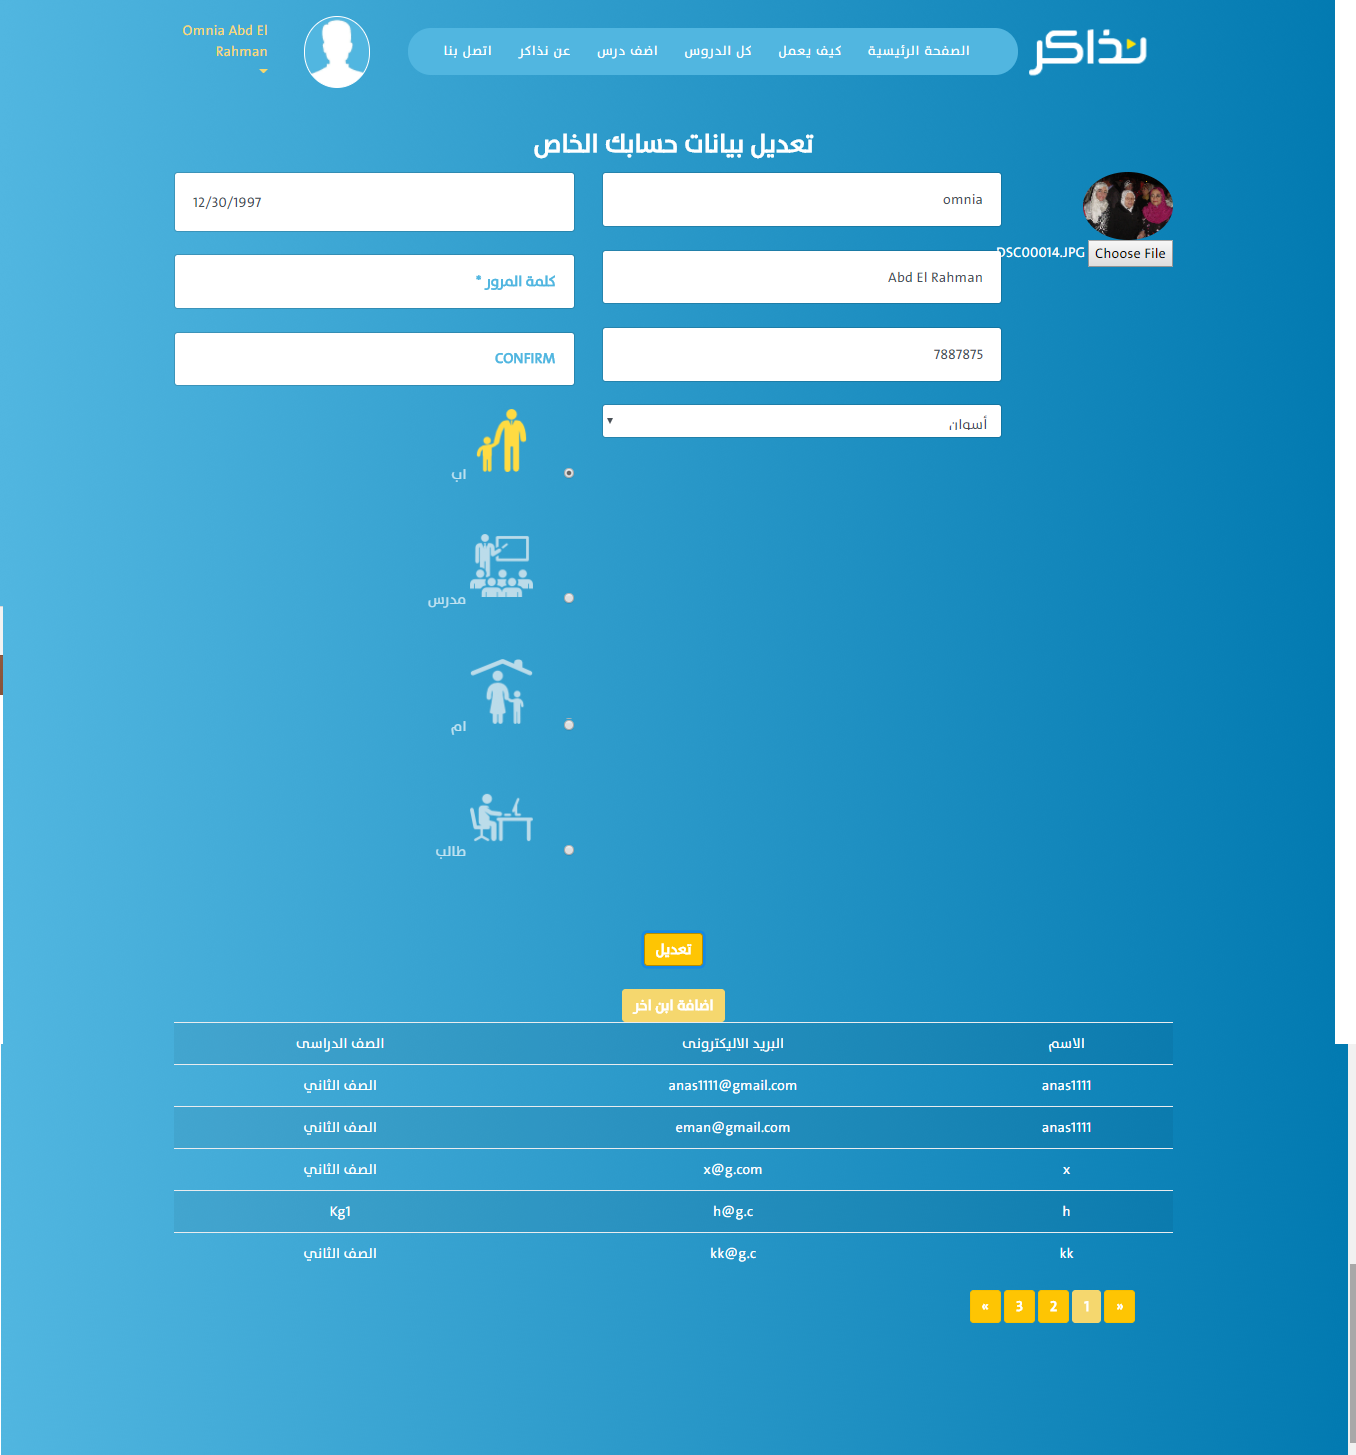 نذاكر
الصفحة الرئيسية كيف يعمل كل الدروس اضف درس عن نذاكر اتصل بنا
Omnia Abd El
Rahman
تعديل بيانات حسابك الخاص
DSC00014.JPG Choose File
omnia
Abd El Rahman
7887875
أسوان
12/30/1997
كلمة المرور *
CONFIRM
اب
مدرس
ام
طالب
تعديل
اضافة ابن اخر
الاسم البريد الاليكترونى الصف الدراسى
anas1111 anas1111@gmail.com الصف الثاني
anas1111 eman@gmail.com الصف الثاني
x x@g.com الصف الثاني
h h@g.c Kg1
kk kk@g.c الصف الثاني
« 1 2 3 »